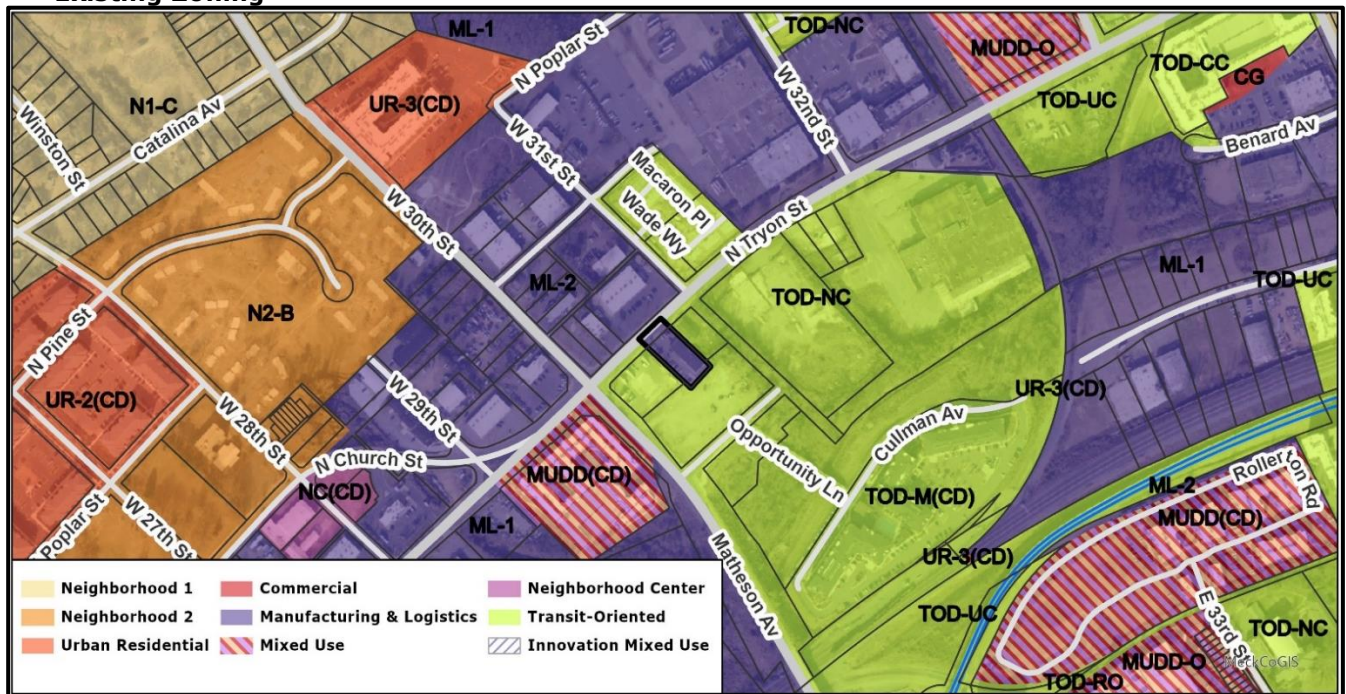 Existing Zoning
ML-1
N Poplar St
TOD-NC
MUDD-O
TOD-CC
CG
TOD-UC
Benard Av
N1-C
Catalina Av
Winston St
UR-3(CD)
W 32nd St
W 31st St
Macaron Pl
Wade Wy
W 30th St
N Tryon St
ML-2
TOD-NC
ML-1
TOD-UC
N2-B
N Pine St
UR-2(CD)
W 28th St
W 29th St
N Church St
NC(CD)
MUDD(CD)
ML-1
Opportunity Ln
Cullman Av
UR-3(CD)
TOD-M(CD)
Matheson Av
UR-3(CD)
TOD-UC
ML-2
Rollerton Rd
MUDD(CD)
E 33rd St
TOD-NC
MUDD-O
TOD-RO
Poplar St
W 27th St
MeckCoGIS
Neighborhood 1
Commercial
Neighborhood Center
Neighborhood 2
Manufacturing & Logistics
Transit-Oriented
Urban Residential
Mixed Use
Innovation Mixed Use